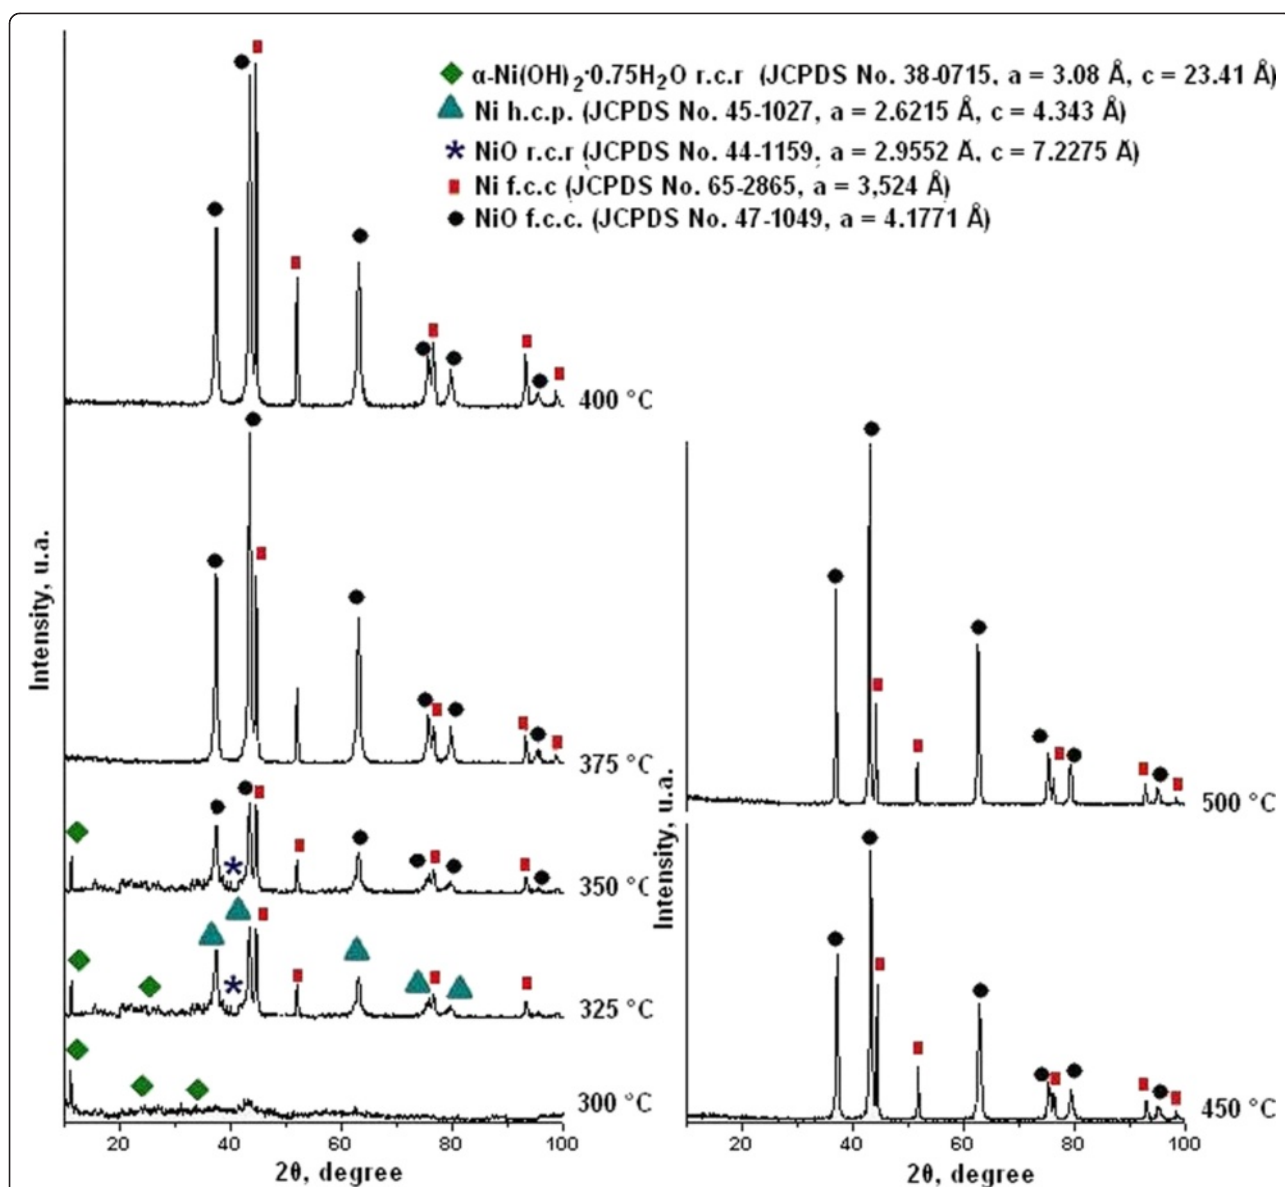 α-Ni(OH)2·0.75H2O r.c.r (JCPDS No. 38-0715, a = 3.08 Å, c = 23.41 Å)
Ni h.c.p. (JCPDS No. 45-1027, a = 2.6215 Å, c = 4.343 Å)
NiO r.c.r (JCPDS No. 44-1159, a = 2.9552 Å, c = 7.2275 Å)
Ni f.c.c (JCPDS No. 65-2865, a = 3,524 Å)
NiO f.c.c. (JCPDS No. 47-1049, a = 4.1771 Å)
400 °C
375 °C
350 °C
325 °C
300 °C
Intensity, u.a.
20 40 60 80 100
2θ, degree
500 °C
450 °C
Intensity, u.a.
20 40 60 80 100
2θ, degree